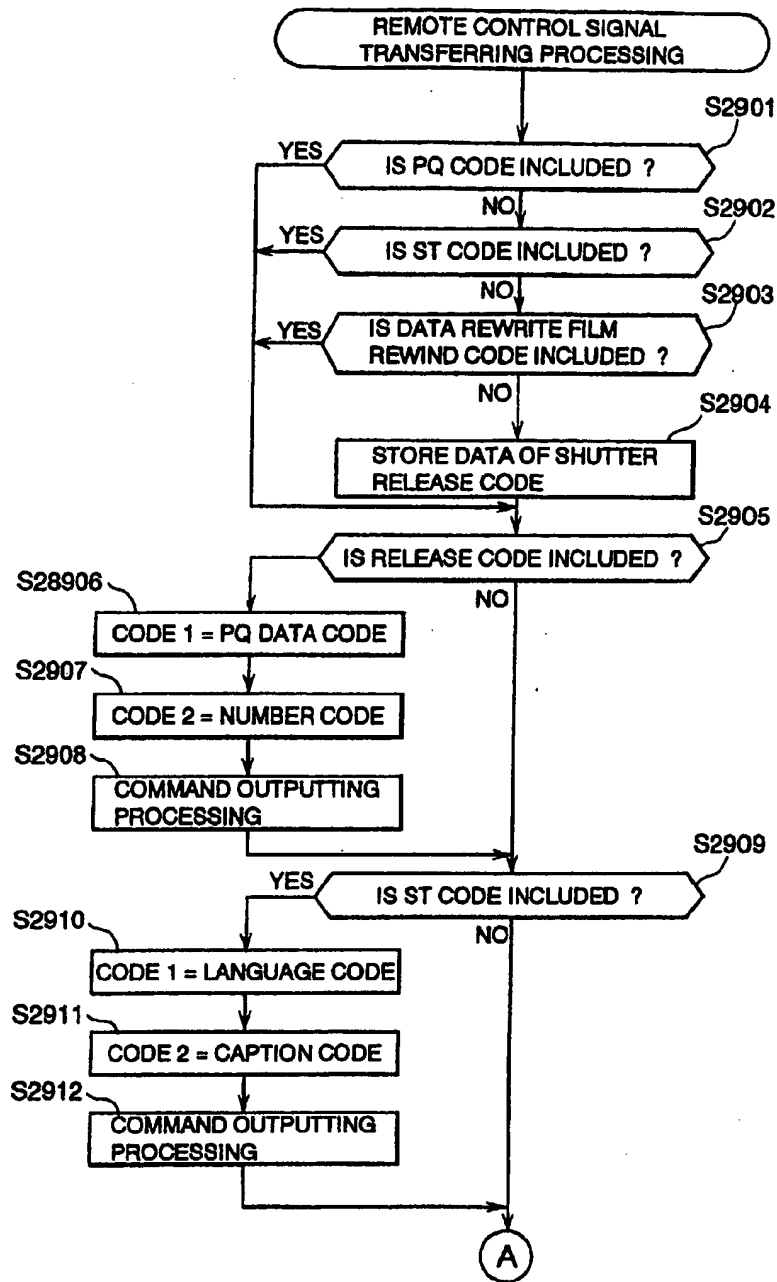 REMOTE CONTROL SIGNAL
TRANSFERRING PROCESSING
S2901
YES
IS PQ CODE INCLUDED ?
NO
S2902
YES
IS ST CODE INCLUDED ?
NO
S2903
YES
IS DATA REWRITE FILM
REWIND CODE INCLUDED ?
NO
S2904
STORE DATA OF SHUTTER
RELEASE CODE
S2905
IS RELEASE CODE INCLUDED ?
NO
S28906
CODE 1 = PQ DATA CODE
S2907
CODE 2 = NUMBER CODE
S2908
COMMAND OUTPUTTING
PROCESSING
S2909
YES
IS ST CODE INCLUDED ?
NO
S2910
CODE 1 = LANGUAGE CODE
S2911
CODE 2 = CAPTION CODE
S2912
COMMAND OUTPUTTING
PROCESSING
A